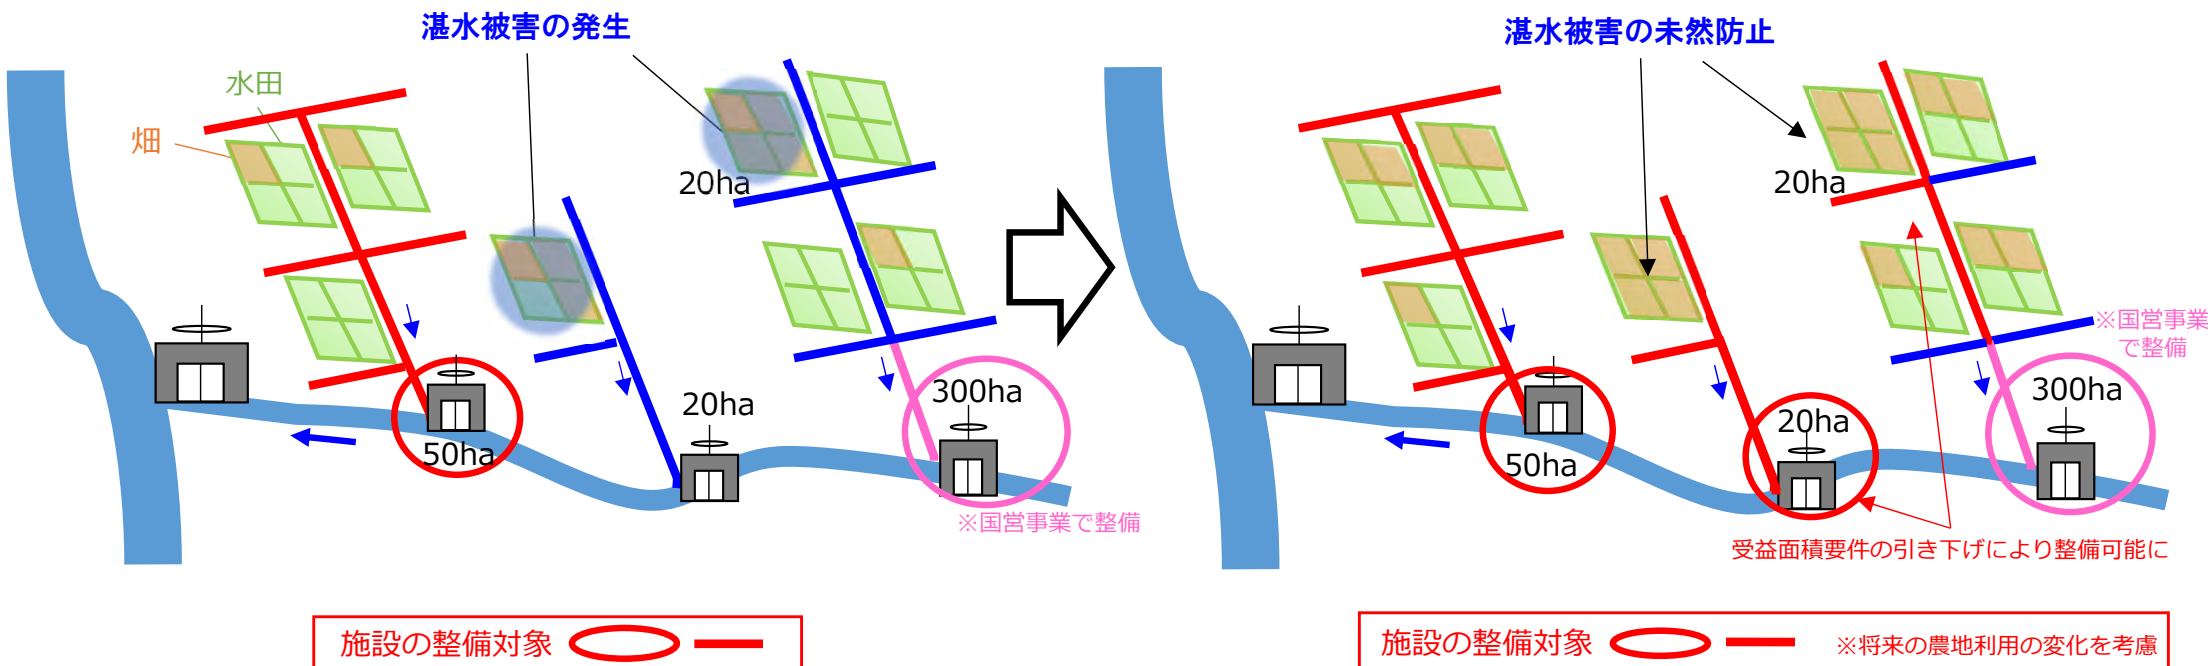 湛水被害の発生
水田
畑
20ha
20ha
300ha
50ha
※国営事業で整備
施設の整備対象
湛水被害の未然防止
20ha
※国営事業
で整備
300ha
20ha
50ha
受益面積要件の引き下げにより整備可能に
施設の整備対象
※将来の農地利用の変化を考慮